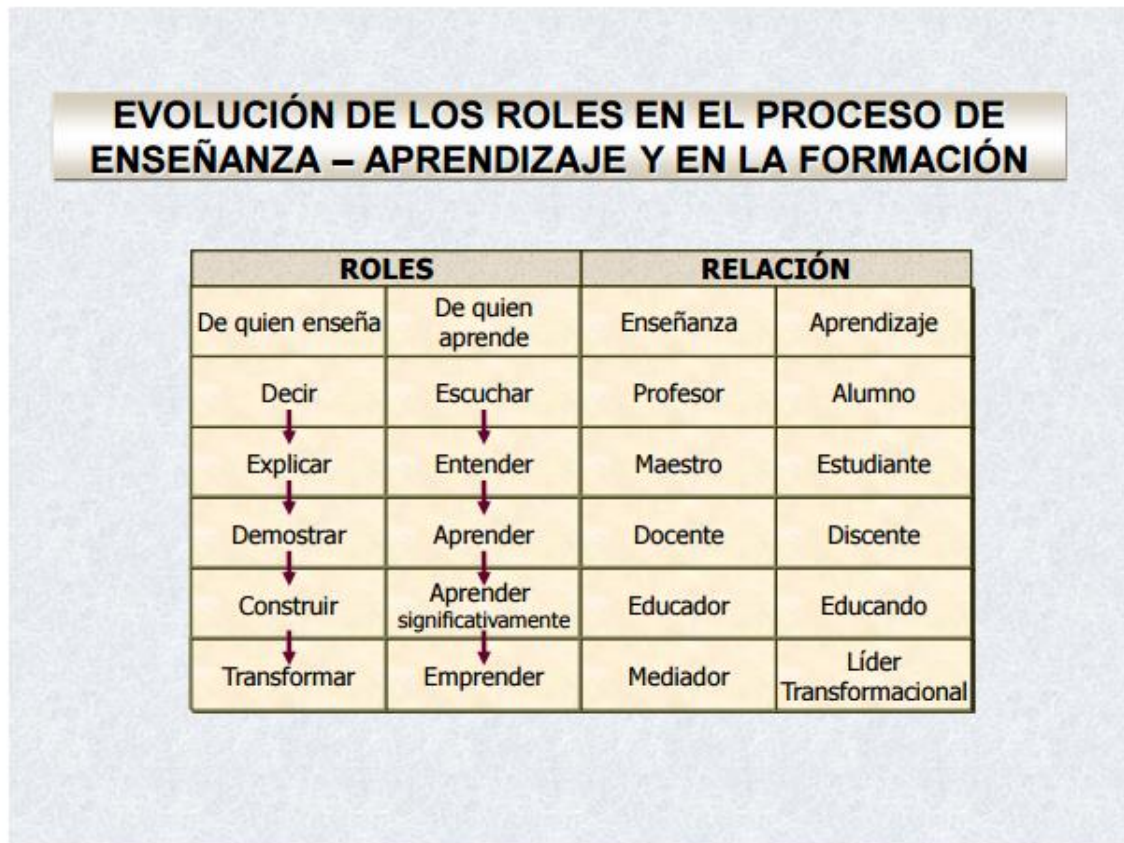 EVOLUCIÓN DE LOS ROLES EN EL PROCESO DE
ENSEÑANZA – APRENDIZAJE Y EN LA FORMACIÓN
ROLES RELACIÓN
De quien enseña De quien aprende Enseñanza Aprendizaje
Decir Escuchar Profesor Alumno
Explicar Entender Maestro Estudiante
Demostrar Aprender Docente Discente
Construir Aprender significativamente Educador Educando
Transformar Emprender Mediador Líder Transformacional